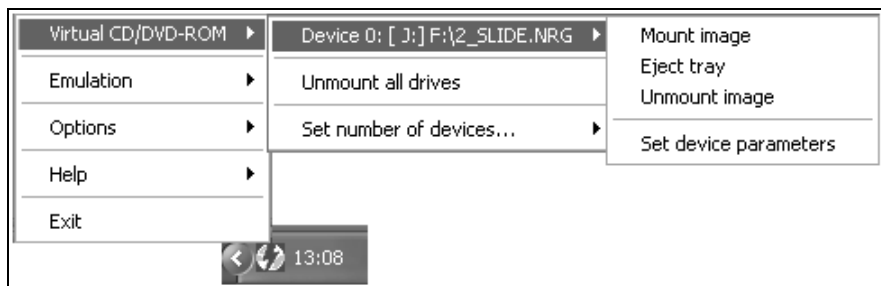 Virtual CD/DVD-ROM
Emulation
Options
Help
Exit
Device 0: [ J:] F:\2_SLIDE.NRG
Unmount all drives
Set number of devices...
Mount image
Eject tray
Unmount image
Set device parameters
13:08